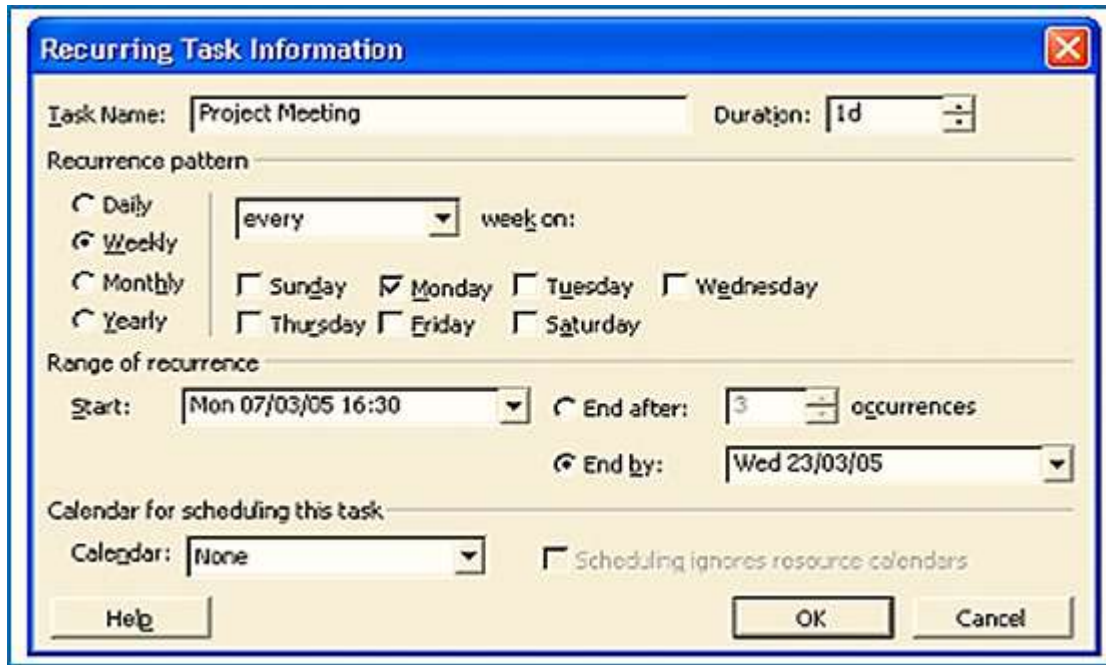 Recurring Task Information
Task Name: Project Meeting Duration: 1d
Recurrence pattern
Daily
Weekly
Monthly
Yearly
every week on:
Sunday Monday Tuesday Wednesday
Thursday Friday Saturday
Range of recurrence
Start: Mon 07/03/05 16:30 End after: 3 occurrences
End by: Wed 23/03/05
Calendar for scheduling this task
Calendar: None Scheduling ignores resource calendars
Help OK Cancel